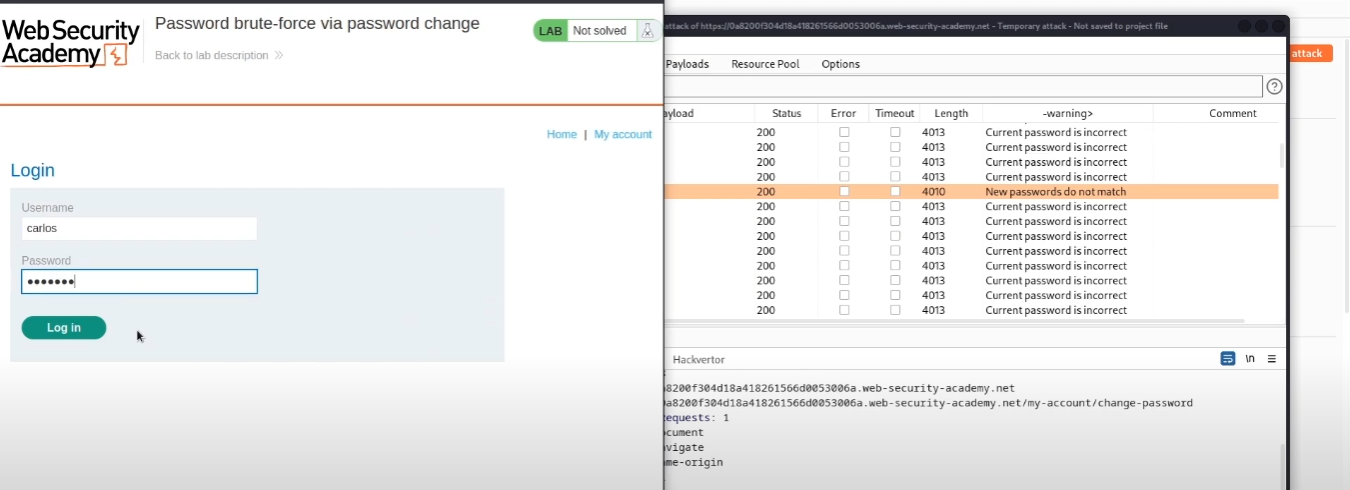 Web Security
Academy
Password brute-force via password change
Back to lab description
LAB Not solved
Home | My account
Login
Username
carlos
Password
•••••••
Log in
attack of https://0a8200f304d18a418261566d0053006a.web-security-academy.net - Temporary attack - Not saved to project file
attack
Payloads Resource Pool Options
?
ayload Status Error Timeout Length -warning> Comment
200 4013 Current password is incorrect
200 4013 Current password is incorrect
200 4013 Current password is incorrect
200 4013 Current password is incorrect
200 4010 New passwords do not match
200 4013 Current password is incorrect
200 4013 Current password is incorrect
200 4013 Current password is incorrect
200 4013 Current password is incorrect
200 4013 Current password is incorrect
200 4013 Current password is incorrect
200 4013 Current password is incorrect
200 4013 Current password is incorrect
Hackvertor \n
a8200f304d18a418261566d0053006a.web-security-academy.net
0a8200f304d18a418261566d0053006a.web-security-academy.net/my-account/change-password
equests: 1
ocument
avigate
me-origin